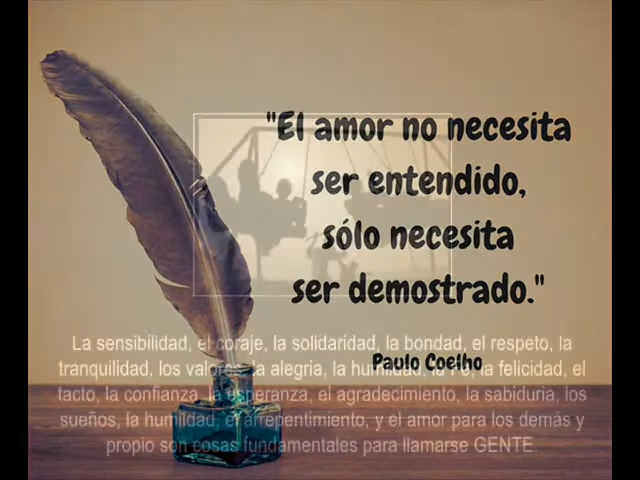 "El amor no necesita
ser entendido,
sólo necesita
ser demostrado."
Paulo Coelho
La sensibilidad, el coraje, la solidaridad, la bondad, el respeto, la
tranquilidad, los valores, la alegria, la humildad, la Fe, la felicidad, el
tacto, la confianza, la esperanza, el agradecimiento, la sabiduria, los
sueños, la humildad, el arrepentimiento, y el amor para los demás y
propio son cosas fundamentales para llamarse GENTE.